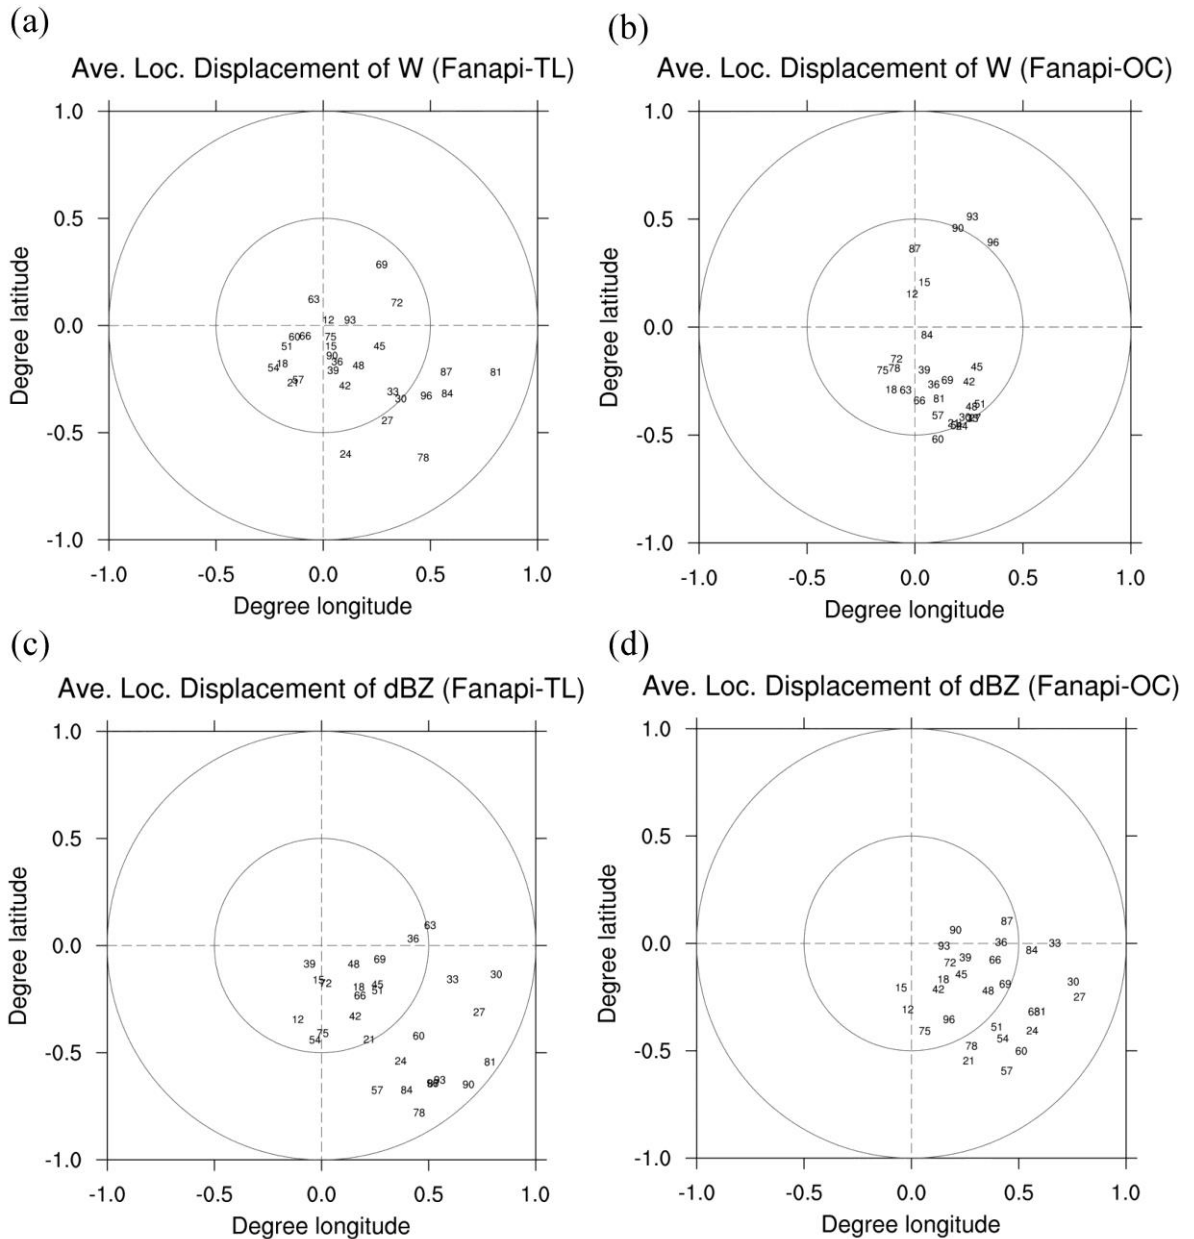 (a)
Ave. Loc. Displacement of W (Fanapi-TL)
1.0
0.5
0.0
-0.5
-1.0
Degree latitude
69
63
72
12 93
60 66 75
51 15 45
90
54 18 36 48
39
87 81
21 57
42
33 30 96 84
27
24 78
-1.0 -0.5 0.0 0.5 1.0
Degree longitude
(b)
Ave. Loc. Displacement of W (Fanapi-OC)
1.0
0.5
0.0
-0.5
-1.0
Degree latitude
93
90
96
87
15
12
84
72
75 78 39 45
69 42
18 63 36
66 81
51
57
60
-1.0 -0.5 0.0 0.5 1.0
Degree longitude
(c)
Ave. Loc. Displacement of dBZ (Fanapi-TL)
1.0
0.5
0.0
-0.5
-1.0
Degree latitude
63
36
39 48 69
30
15 72 18 45 33
66 51
12 42 27
75
54 21 60
24 81
57 84 93 90
78
-1.0 -0.5 0.0 0.5 1.0
Degree longitude
(d)
Ave. Loc. Displacement of dBZ (Fanapi-OC)
1.0
0.5
0.0
-0.5
-1.0
Degree latitude
87
90
93 36 33
84
72 69 66
18 45 30
15 42 48 69 27
12
96 81
75 51 24
44
78 60
21
57
-1.0 -0.5 0.0 0.5 1.0
Degree longitude